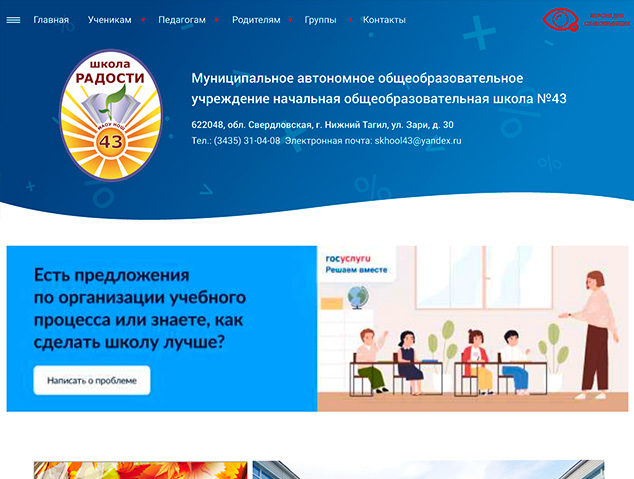 Главная Ученикам Педагогам Родителям Группы Контакты
школа
РАДОСТИ
МАОУ НОШ
43
Муниципальное автономное общеобразовательное
учреждение начальная общеобразовательная школа №43
622048, обл. Свердловская, г. Нижний Тагил, ул. Зари, д. 30
Тел.: (3435) 31-04-08 Электронная почта: skhool43@yandex.ru
Есть предложения
по организации учебного
процесса или знаете, как
сделать школу лучше?
Написать о проблеме
госуслуги
Решаем вместе